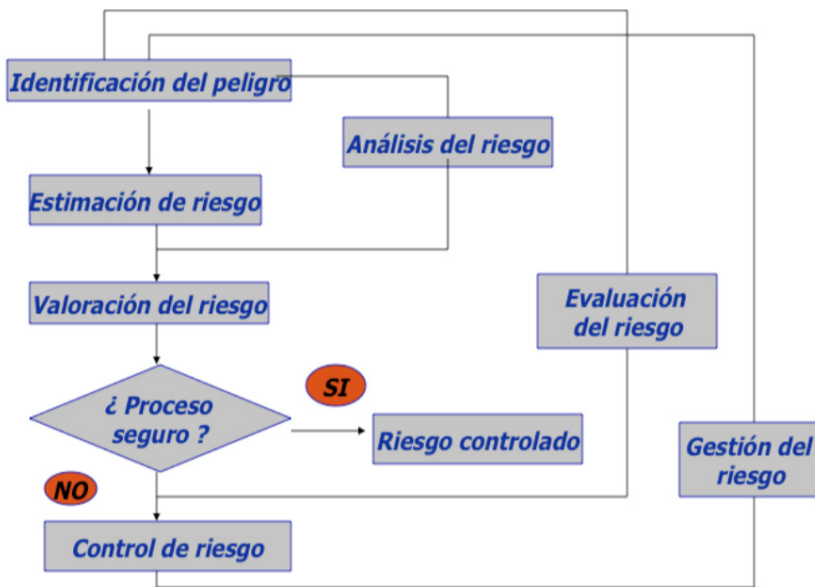 Identificación del peligro
Análisis del riesgo
Estimación de riesgo
Valoración del riesgo
Evaluación
del riesgo
¿ Proceso
seguro ?
SI
Riesgo controlado
Gestión del
riesgo
NO
Control de riesgo